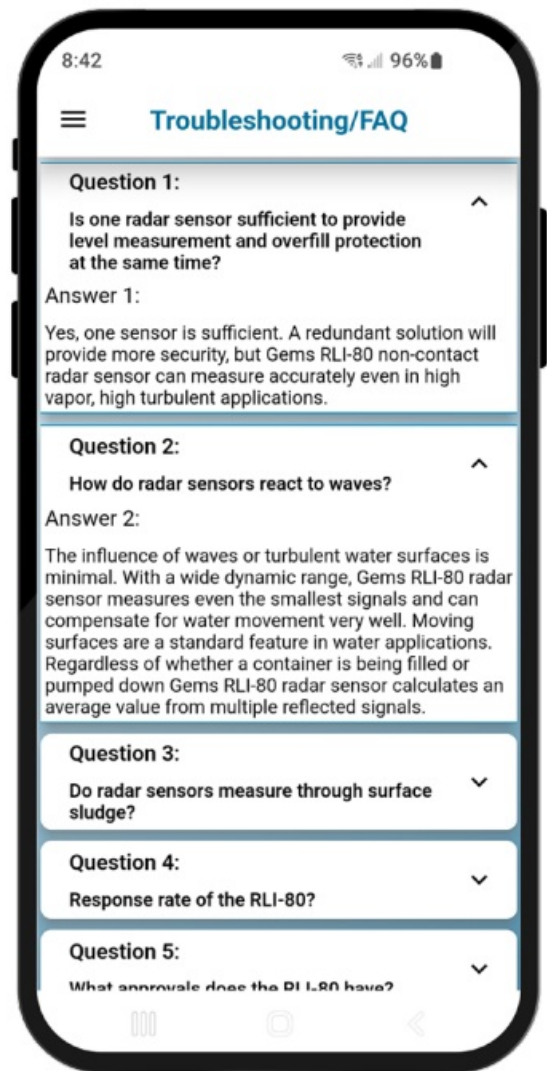 8:42
96%
Troubleshooting/FAQ
Question 1:
Is one radar sensor sufficient to provide
level measurement and overfill protection
at the same time?
Answer 1:
Yes, one sensor is sufficient. A redundant solution will
provide more security, but Gems RLI-80 non-contact
radar sensor can measure accurately even in high
vapor, high turbulent applications.
Question 2:
How do radar sensors react to waves?
Answer 2:
The influence of waves or turbulent water surfaces is
minimal. With a wide dynamic range, Gems RLI-80 radar
sensor measures even the smallest signals and can
compensate for water movement very well. Moving
surfaces are a standard feature in water applications.
Regardless of whether a container is being filled or
pumped down Gems RLI-80 radar sensor calculates an
average value from multiple reflected signals.
Question 3:
Do radar sensors measure through surface
sludge?
Question 4:
Response rate of the RLI-80?
Question 5:
What approvals does the RLI-80 have?